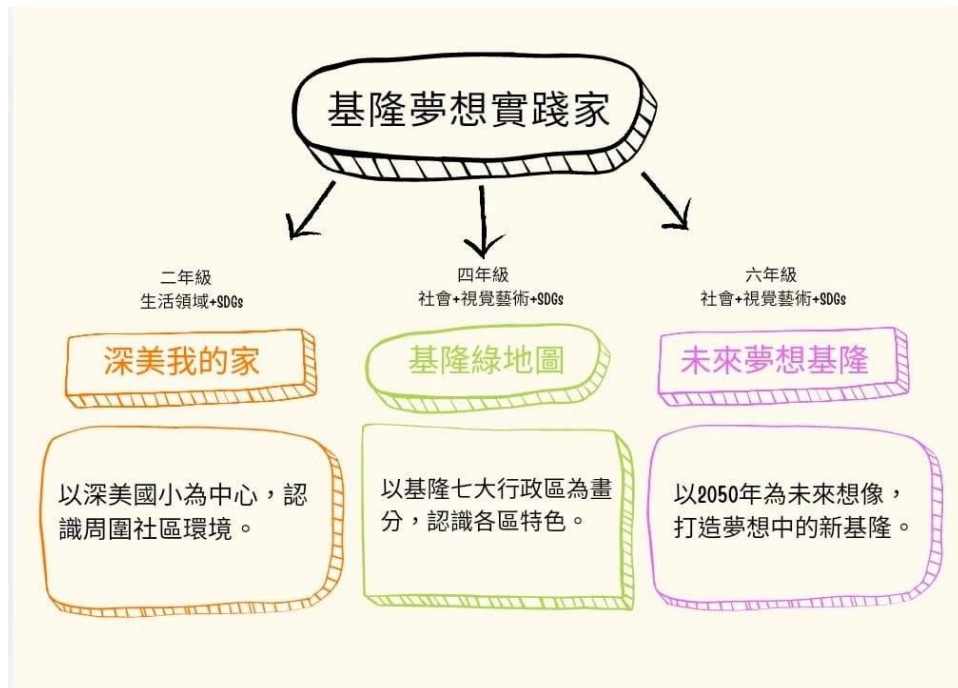 基隆夢想實踐家
二年級
生活領域+SDGs
深美我的家
以深美國小為中心，認
識周圍社區環境。
四年級
社會+視覺藝術+SDGs
基隆綠地圖
以基隆七大行政區為畫
分，認識各區特色。
六年級
社會+視覺藝術+SDGs
未來夢想基隆
以2050年為未來想像，
打造夢想中的新基隆。